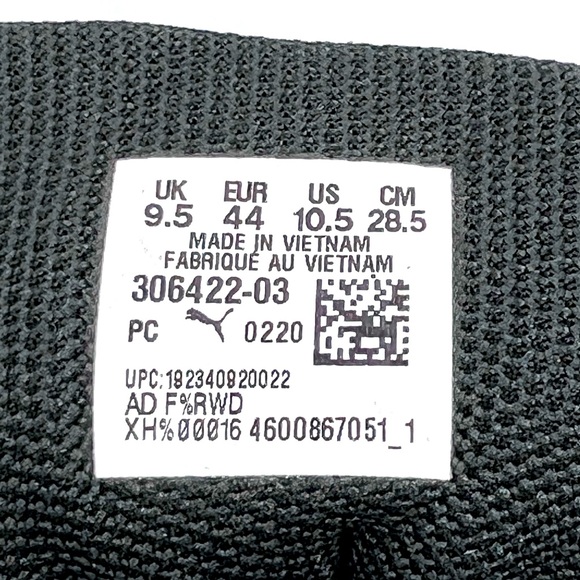 UK EUR US CM
9.5 44 10.5 28.5
MADE IN VIETNAM
FABRIQUÉ AU VIETNAM
306422-03
PC 0220
UPC:192340920022
AD F%RWD
XH%00016 4600867051_1